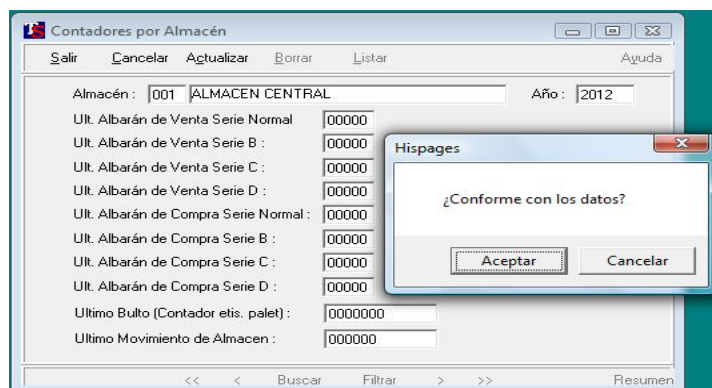 Contadores por Almacén
Salir Cancelar Actualizar Borrar Listar Ayuda
Almacén : 001 ALMACEN CENTRAL Año : 2012
Ult. Albarán de Venta Serie Normal 00000
Ult. Albarán de Venta Serie B : 00000
Ult. Albarán de Venta Serie C : 00000
Ult. Albarán de Venta Serie D : 00000
Ult. Albarán de Compra Serie Normal : 00000
Ult. Albarán de Compra Serie B : 00000
Ult. Albarán de Compra Serie C : 00000
Ult. Albarán de Compra Serie D : 00000
Ultimo Bulto (Contador etis. palet) : 0000000
Ultimo Movimiento de Almacen : 000000
<< < Buscar Filtrar > >> Resumen
Hispages
¿Conforme con los datos?
Aceptar Cancelar